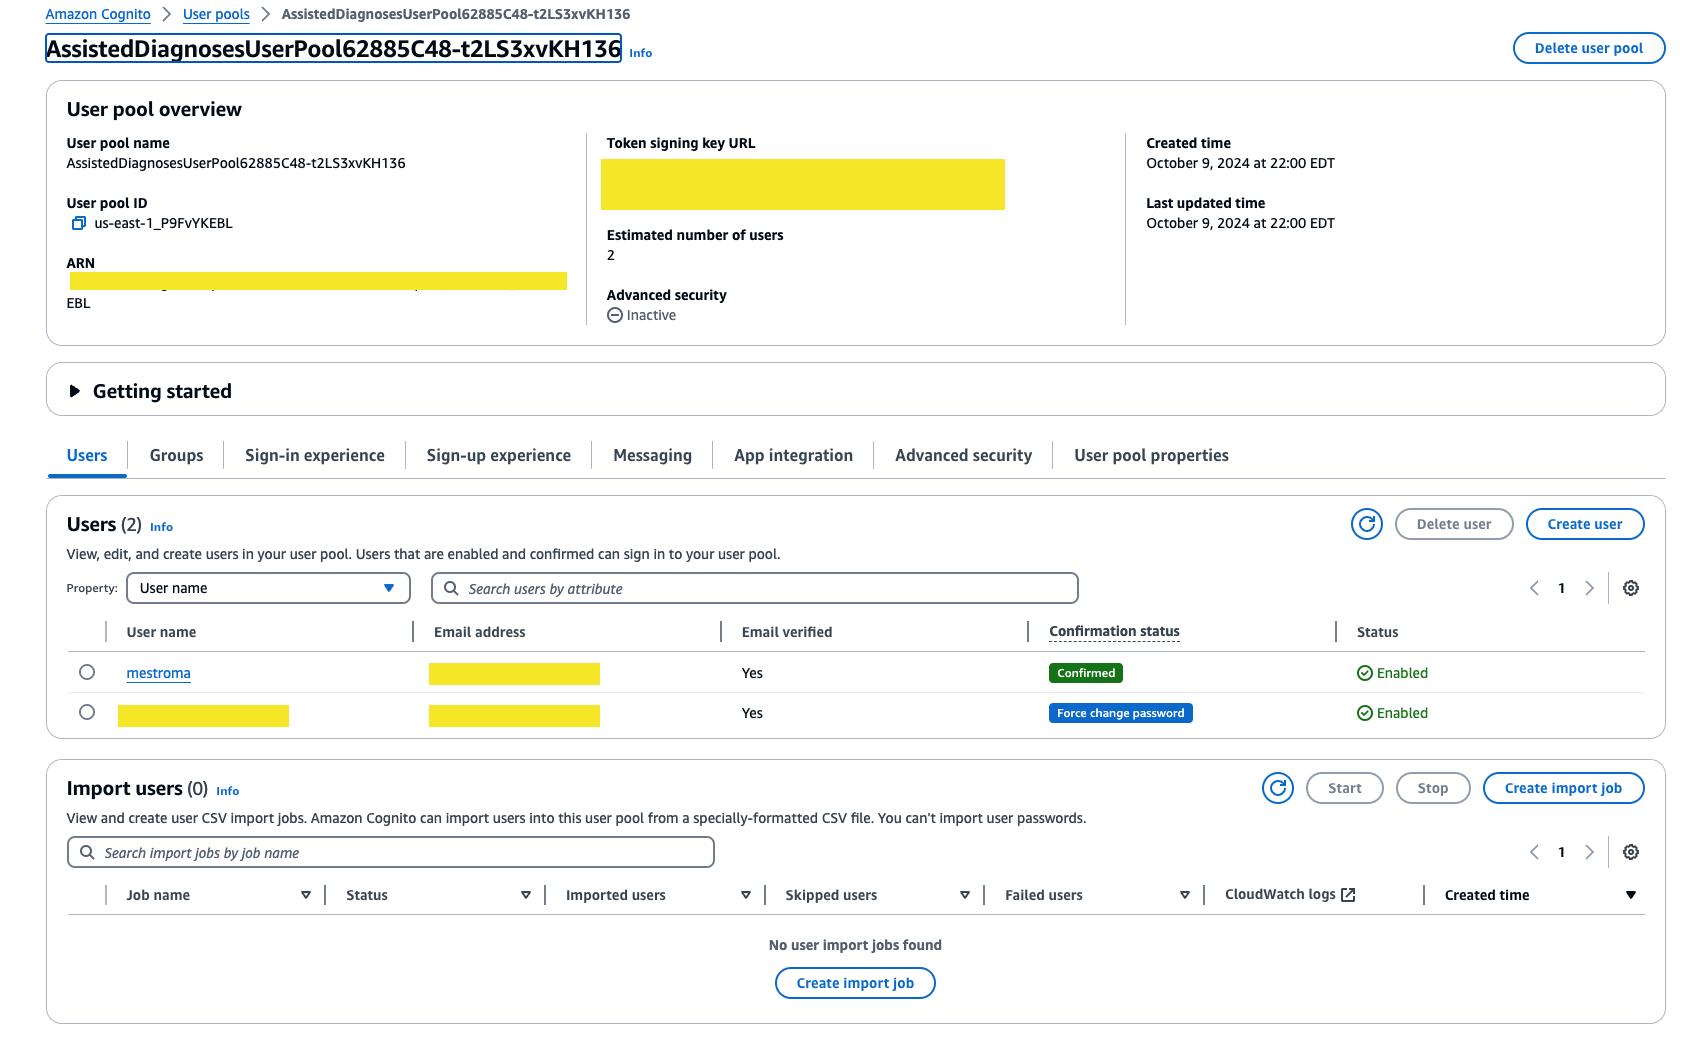 Amazon Cognito > User pools > AssistedDiagnosesUserPool62885C48-t2LS3xvKH136
AssistedDiagnosesUserPool62885C48-t2LS3xvKH136 Info
Delete user pool
User pool overview
User pool name
AssistedDiagnosesUserPool62885C48-t2LS3xvKH136
User pool ID
us-east-1_P9FvYKEBL
ARN
EBL
Token signing key URL
Estimated number of users
2
Advanced security
Inactive
Created time
October 9, 2024 at 22:00 EDT
Last updated time
October 9, 2024 at 22:00 EDT
Getting started
Users Groups Sign-in experience Sign-up experience Messaging App integration Advanced security User pool properties
Users (2) Info
Delete user Create user
View, edit, and create users in your user pool. Users that are enabled and confirmed can sign in to your user pool.
Property: User name Search users by attribute 1
User name Email address Email verified Confirmation status Status
mestroma Yes Confirmed Enabled
Yes Force change password Enabled
Import users (0) Info
Start Stop Create import job
View and create user CSV import jobs. Amazon Cognito can import users into this user pool from a specially-formatted CSV file. You can't import user passwords.
Search import jobs by job name 1
Job name Status Imported users Skipped users Failed users CloudWatch logs Created time
No user import jobs found
Create import job